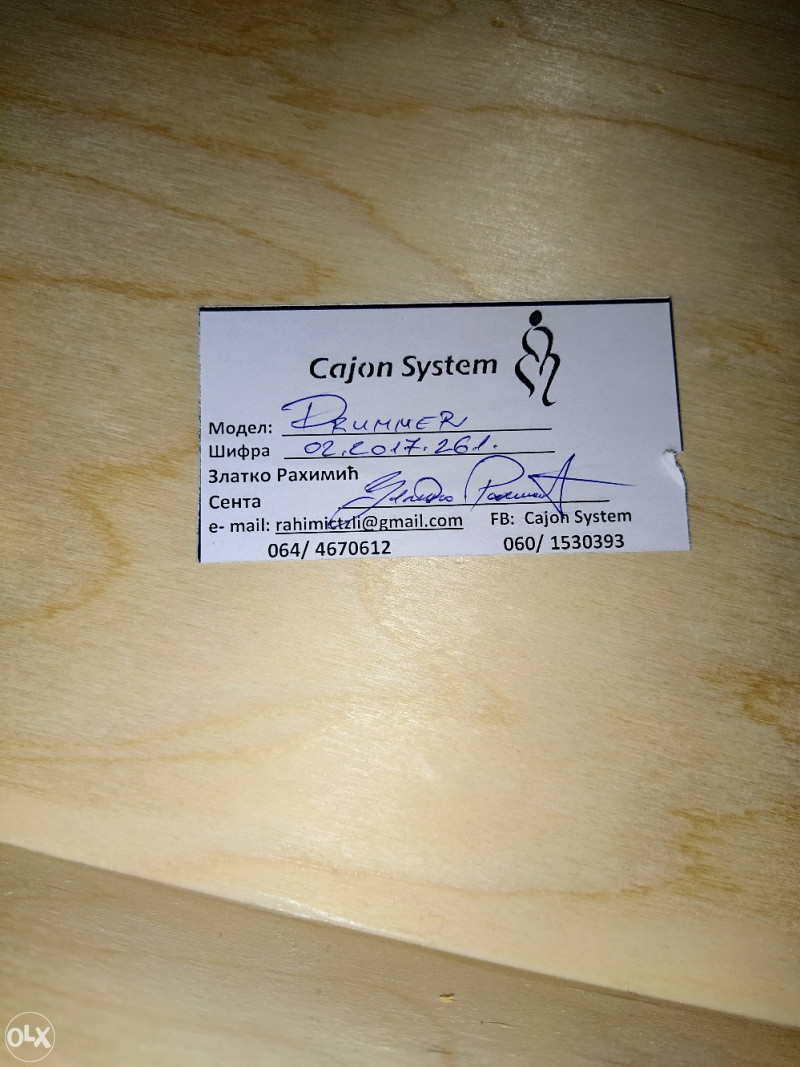 Cajon System
Модел: DRUMMER
Шифра 02.2017.261.
Златко Рахимић
Сента
e- mail: rahimictzli@gmail.com FB: Cajon System
064/ 4670612 060/ 1530393
OLX